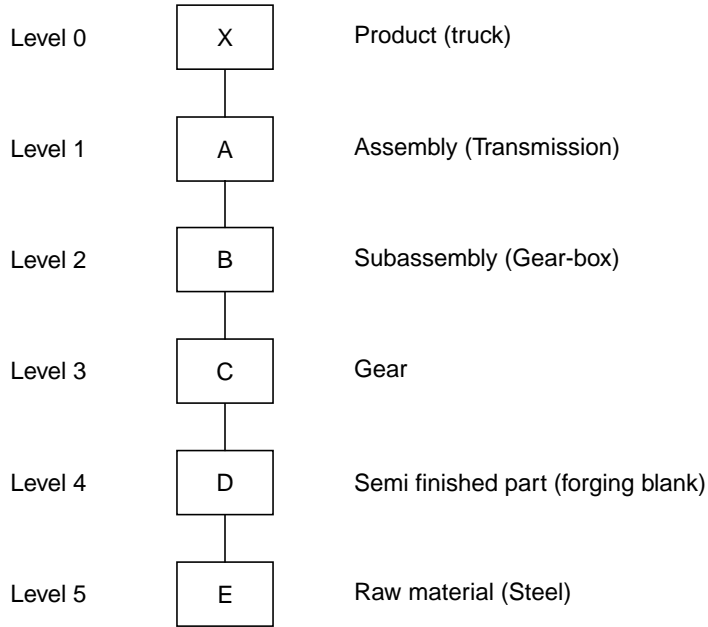 Level 0 X Product (truck)
Level 1 A Assembly (Transmission)
Level 2 B Subassembly (Gear-box)
Level 3 C Gear
Level 4 D Semi finished part (forging blank)
Level 5 E Raw material (Steel)